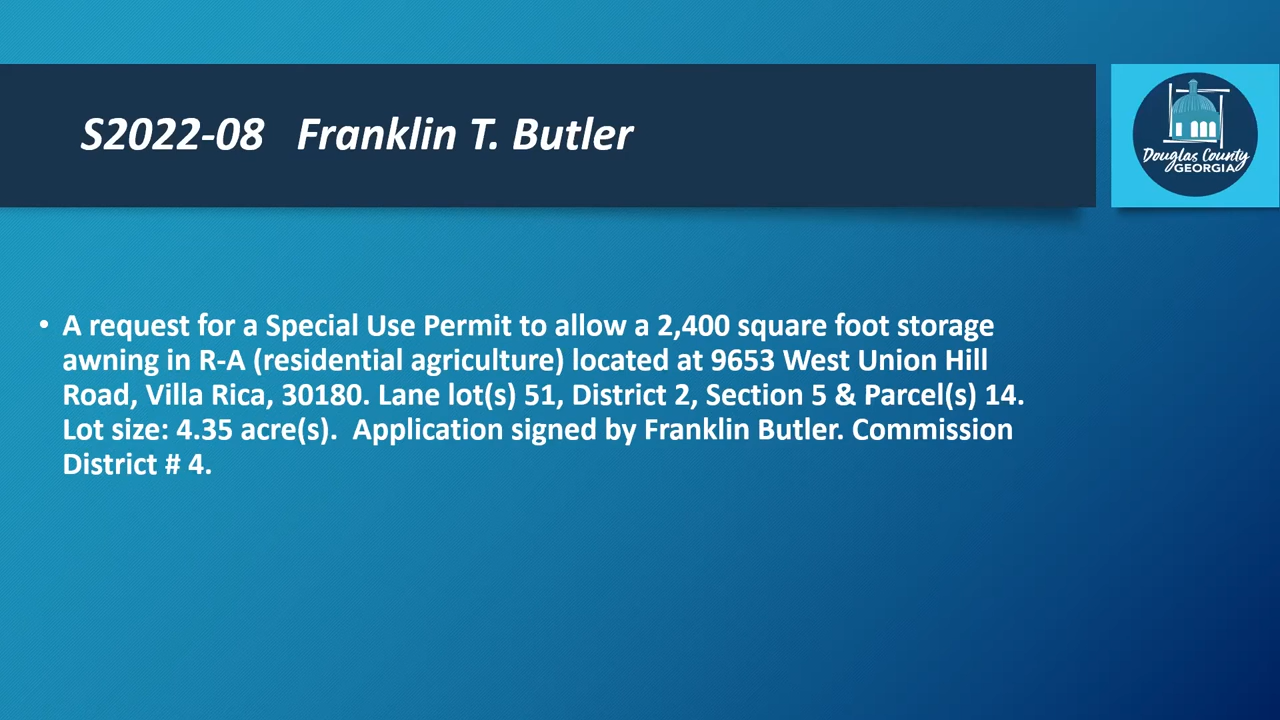 S2022-08   Franklin T. Butler
Douglas County
GEORGIA
• A request for a Special Use Permit to allow a 2,400 square foot storage
awning in R-A (residential agriculture) located at 9653 West Union Hill
Road, Villa Rica, 30180. Lane lot(s) 51, District 2, Section 5 & Parcel(s) 14.
Lot size: 4.35 acre(s).  Application signed by Franklin Butler. Commission
District # 4.